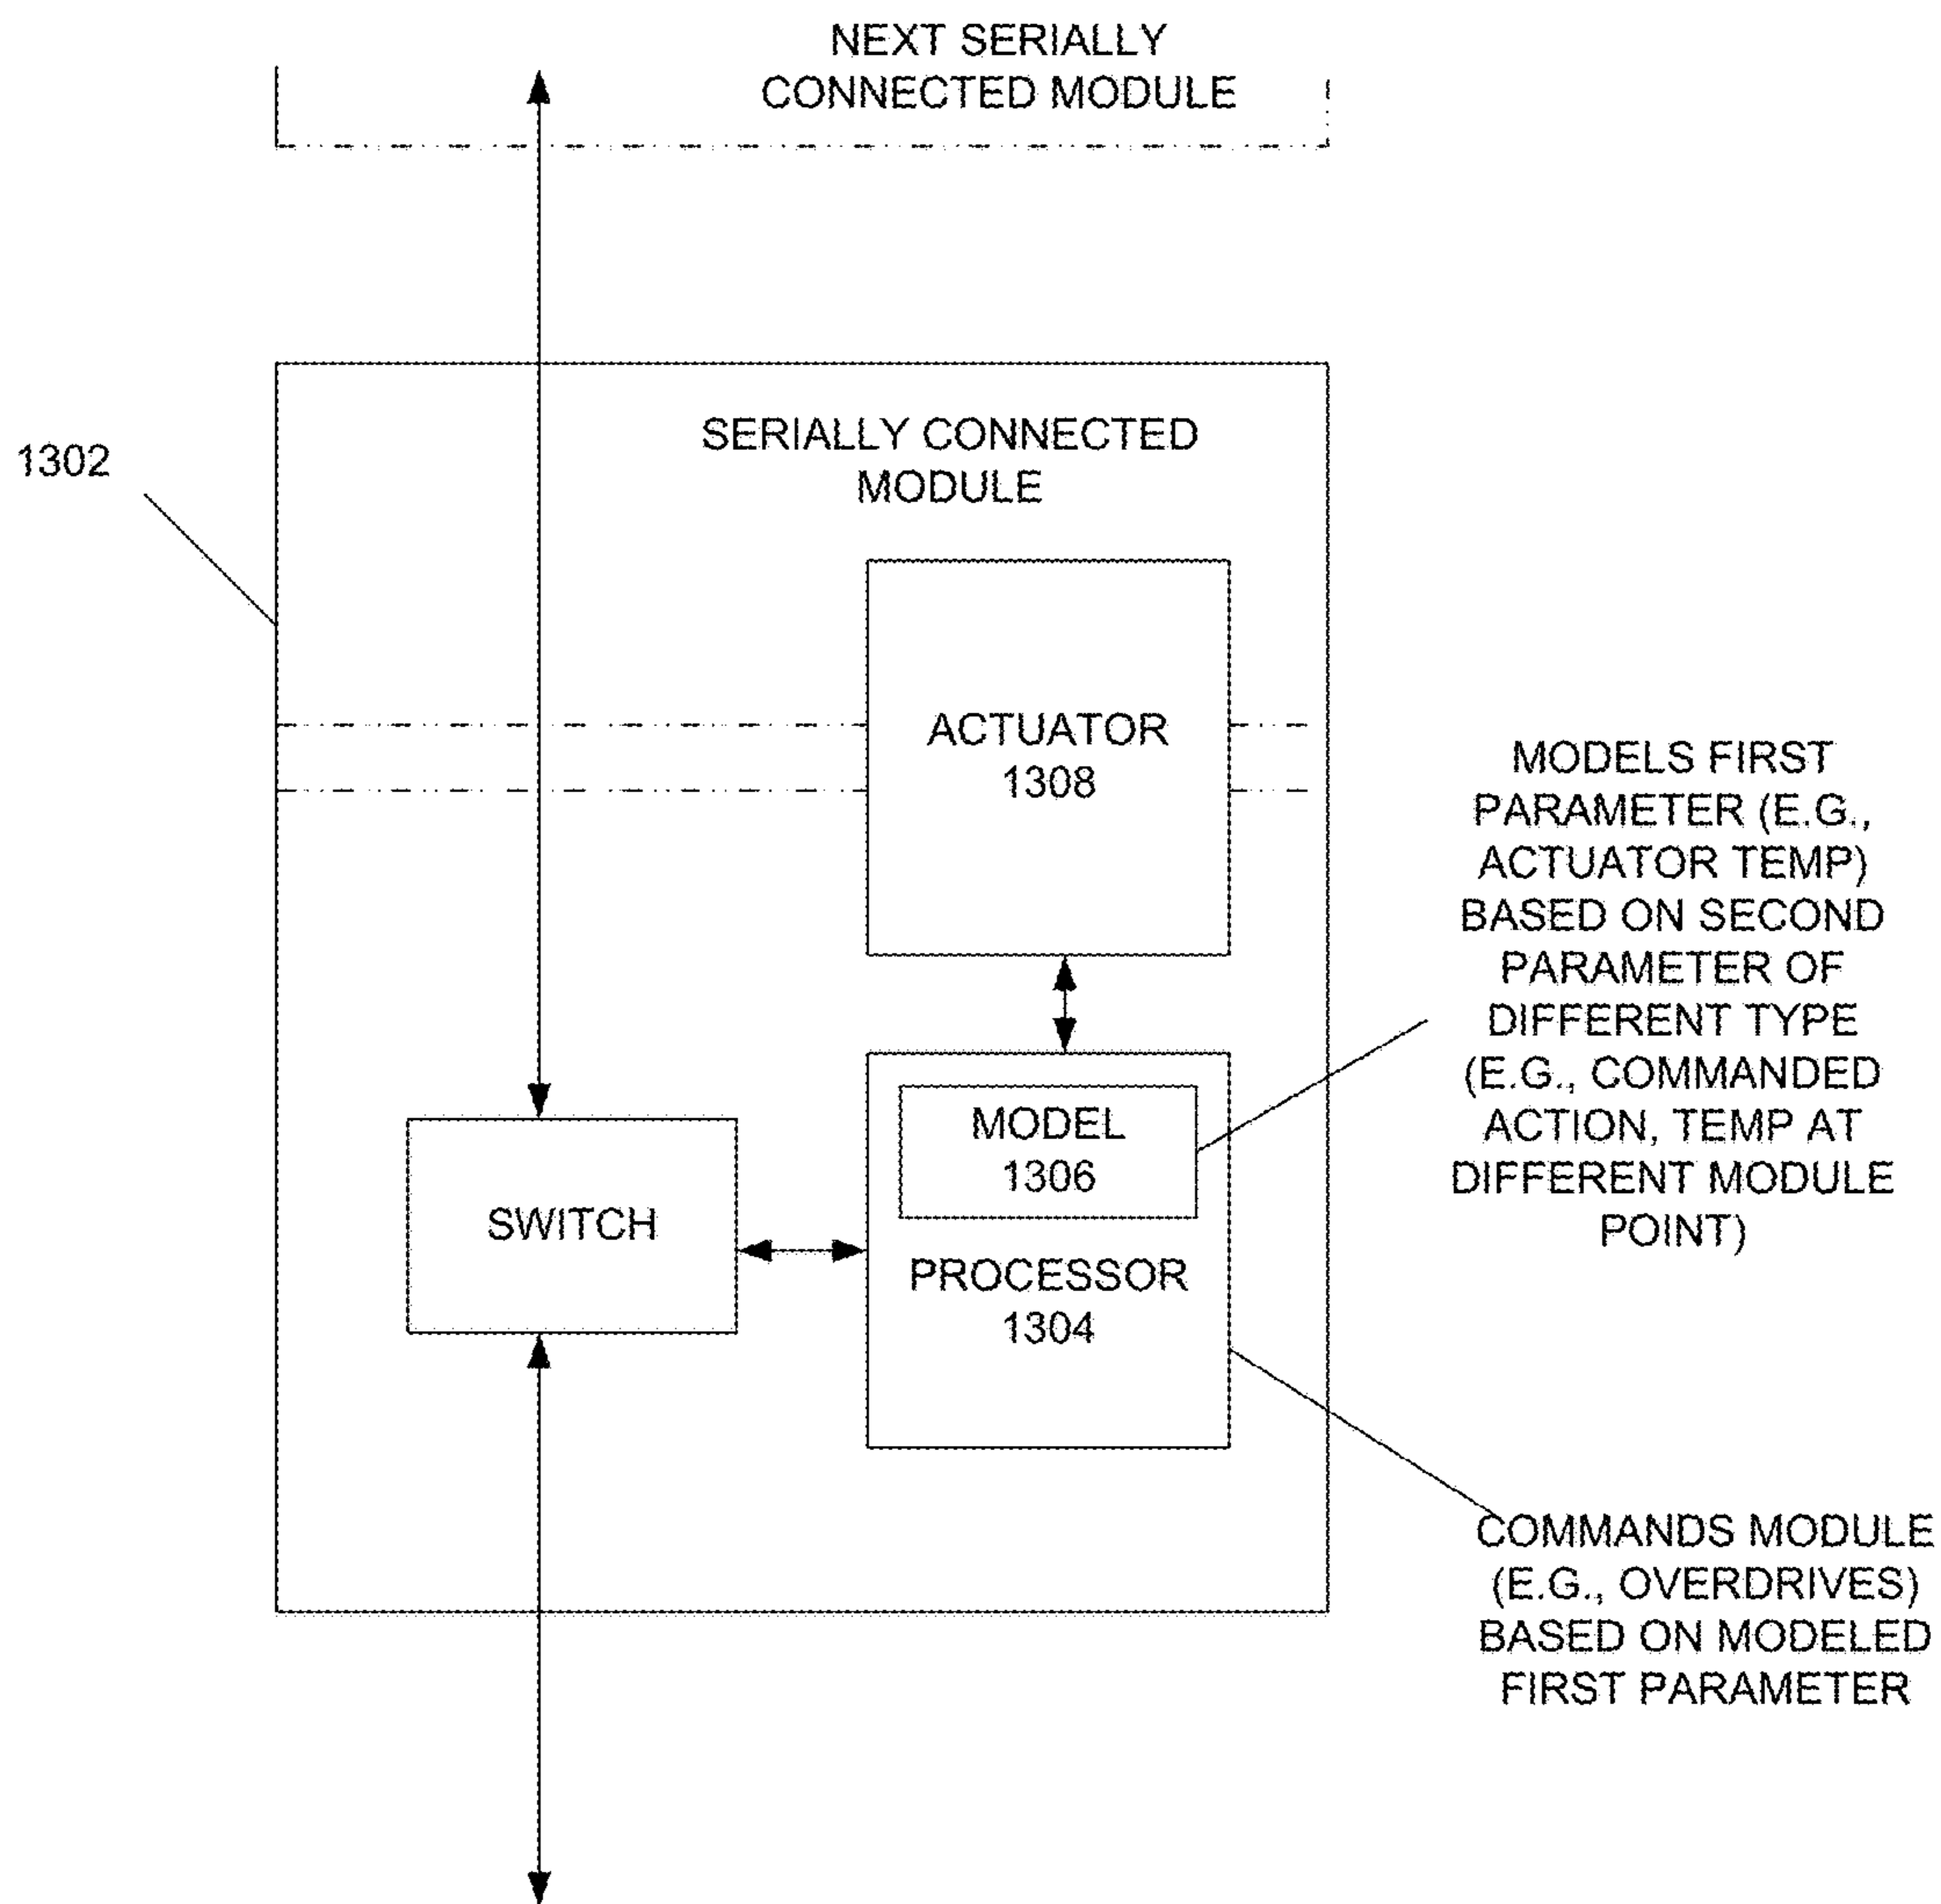 NEXT SERIALLY
CONNECTED MODULE
1302
SERIALLY CONNECTED
MODULE
ACTUATOR
1308
MODELS FIRST
PARAMETER (E.G.,
ACTUATOR TEMP)
BASED ON SECOND
PARAMETER OF
DIFFERENT TYPE
(E.G., COMMANDED
ACTION, TEMP AT
DIFFERENT MODULE
POINT)
MODEL
1306
SWITCH
PROCESSOR
1304
COMMANDS MODULE
(E.G., OVERDRIVES)
BASED ON MODELED
FIRST PARAMETER